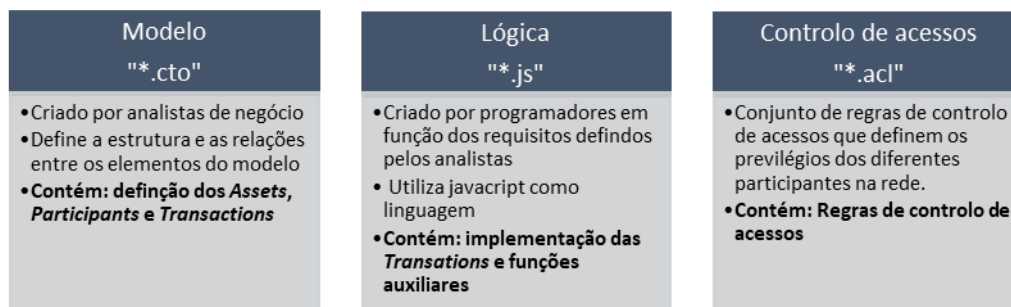 Modelo
"*.cto"
•Criado por analistas de negócio
•Define a estrutura e as relações
entre os elementos do modelo
•Contém: definção dos Assets,
Participants e Transactions
Lógica
"*.js"
•Criado por programadores em
função dos requisitos defindos
pelos analistas
• Utiliza javacript como
linguagem
•Contém: implementação das
Transations e funções
auxiliares
Controlo de acessos
"*.acl"
•Conjunto de regras de controlo
de acessos que definem os
previlégios dos diferentes
participantes na rede.
•Contém: Regras de controlo de
acessos